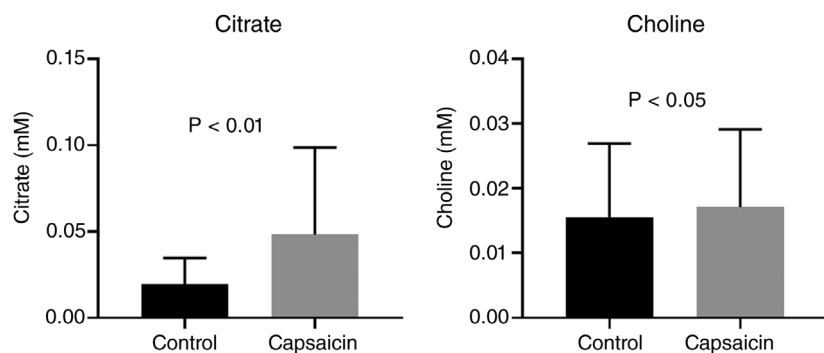 Citrate
0.15
0.10
0.05
0.00
Citrate (mM)
P < 0.01
Control
Capsaicin
Choline
0.04
0.03
0.02
0.01
0.00
Choline (mM)
P < 0.05
Control
Capsaicin